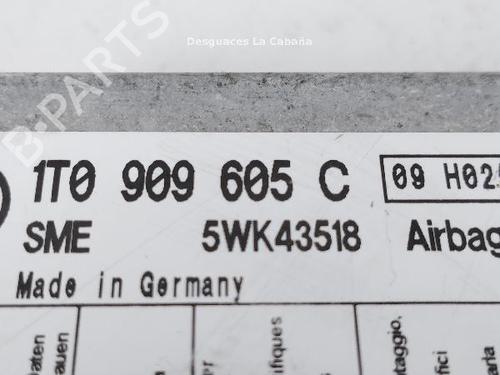 Desguaces La Cabaña
B-PARTS
1T0 909 605 C
09 H02
SME 5WK43518 Airbag
Made in Germany